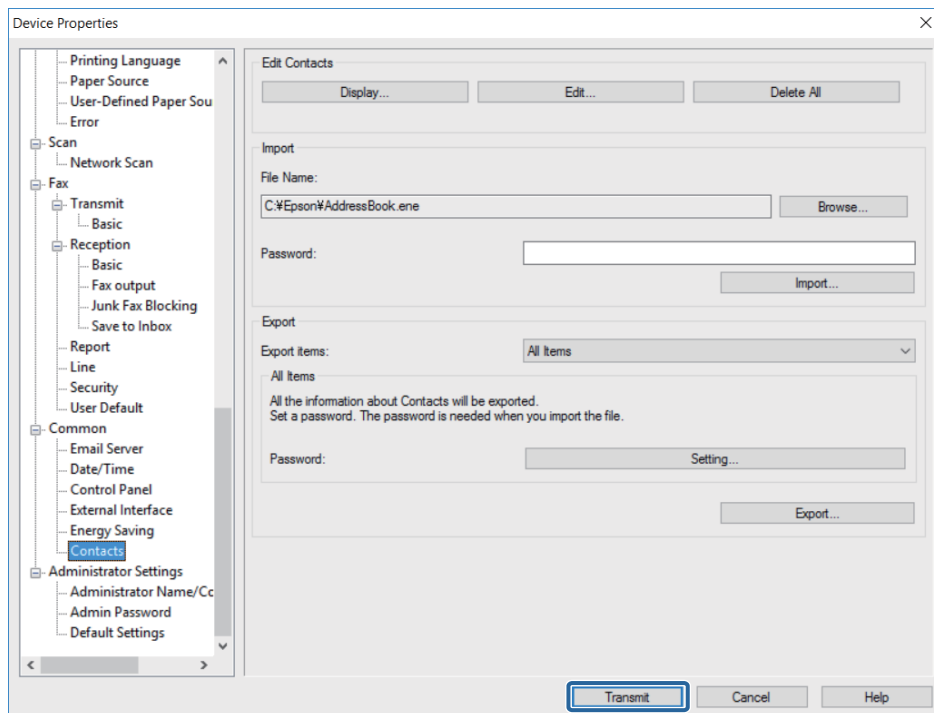 Device Properties
Printing Language
Paper Source
User-Defined Paper Sou
Error
Scan
Network Scan
Fax
Transmit
Basic
Reception
Basic
Fax output
Junk Fax Blocking
Save to Inbox
Report
Line
Security
User Default
Common
Email Server
Date/Time
Control Panel
External Interface
Energy Saving
Contacts
Administrator Settings
Administrator Name/Cc
Admin Password
Default Settings
Edit Contacts
Display... Edit... Delete All
Import
File Name:
C:¥Epson¥AddressBook.ene Browse...
Password:
Import...
Export
Export items: All Items
All Items
All the information about Contacts will be exported.
Set a password. The password is needed when you import the file.
Password: Setting...
Export...
Transmit Cancel Help